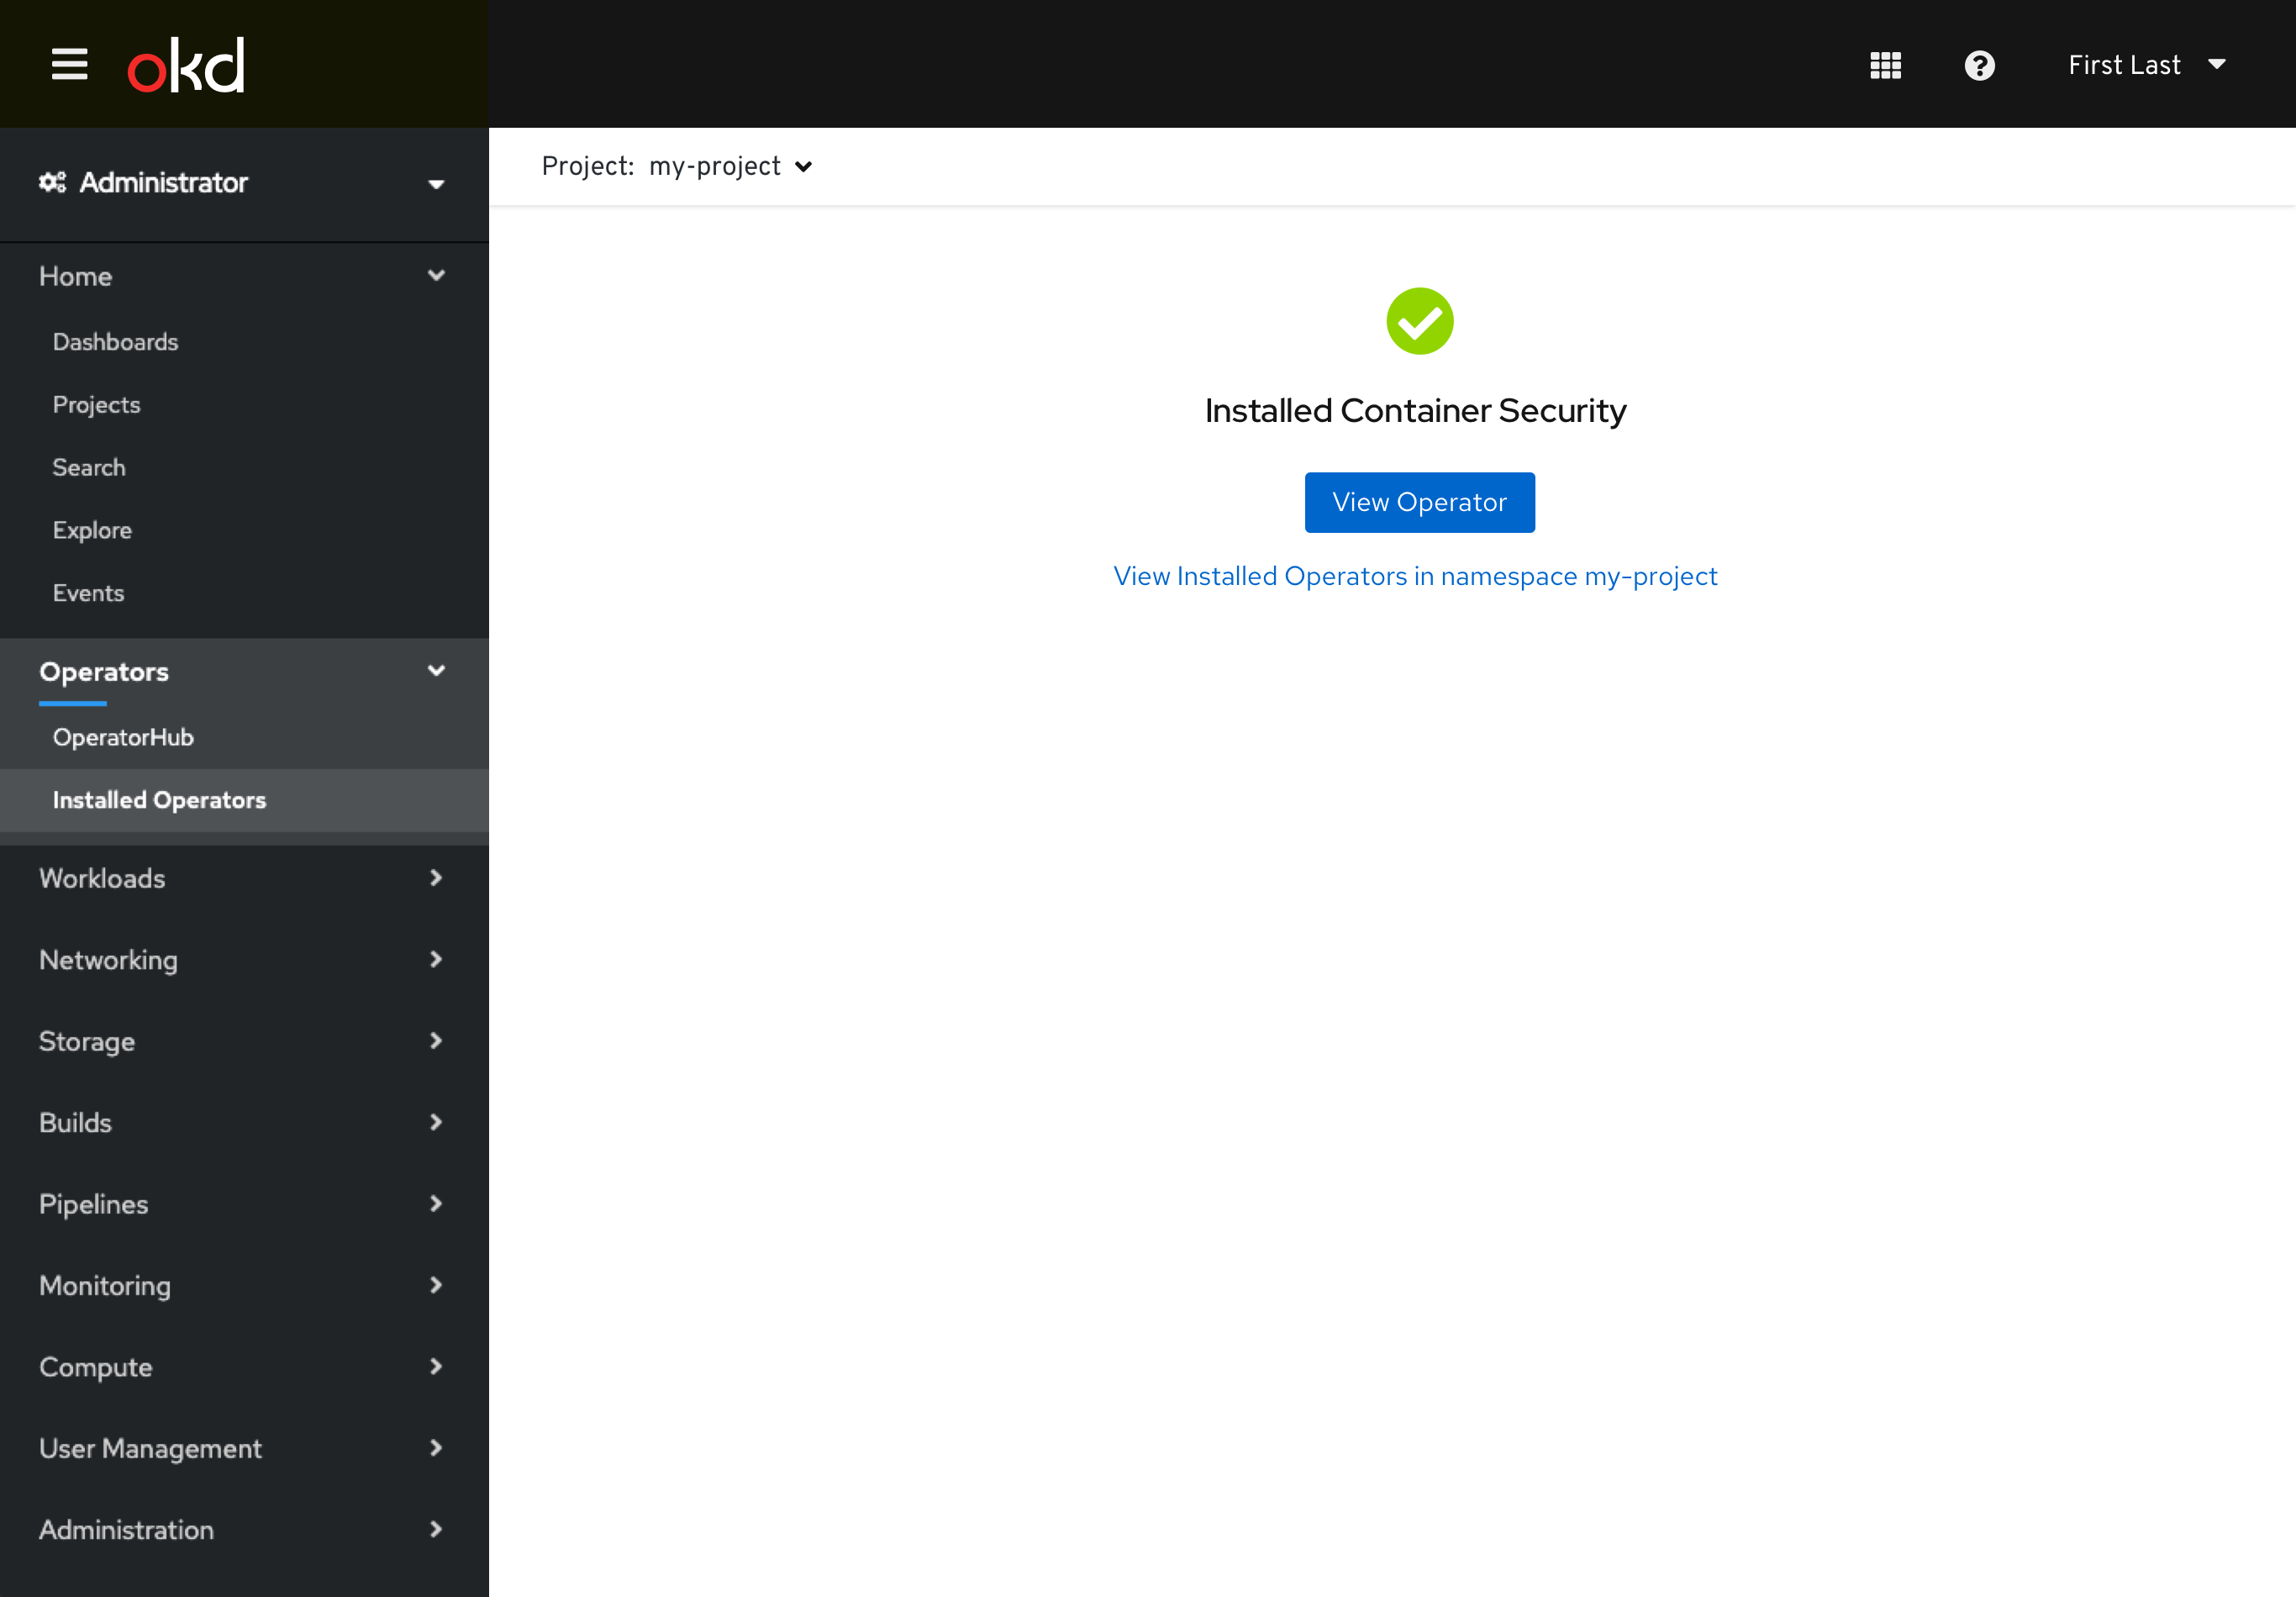 okd
First Last
Administrator
Project: my-project
Home
Dashboards
Projects
Search
Explore
Events
Operators
OperatorHub
Installed Operators
Workloads
Networking
Storage
Builds
Pipelines
Monitoring
Compute
User Management
Administration
Installed Container Security
View Operator
View Installed Operators in namespace my-project